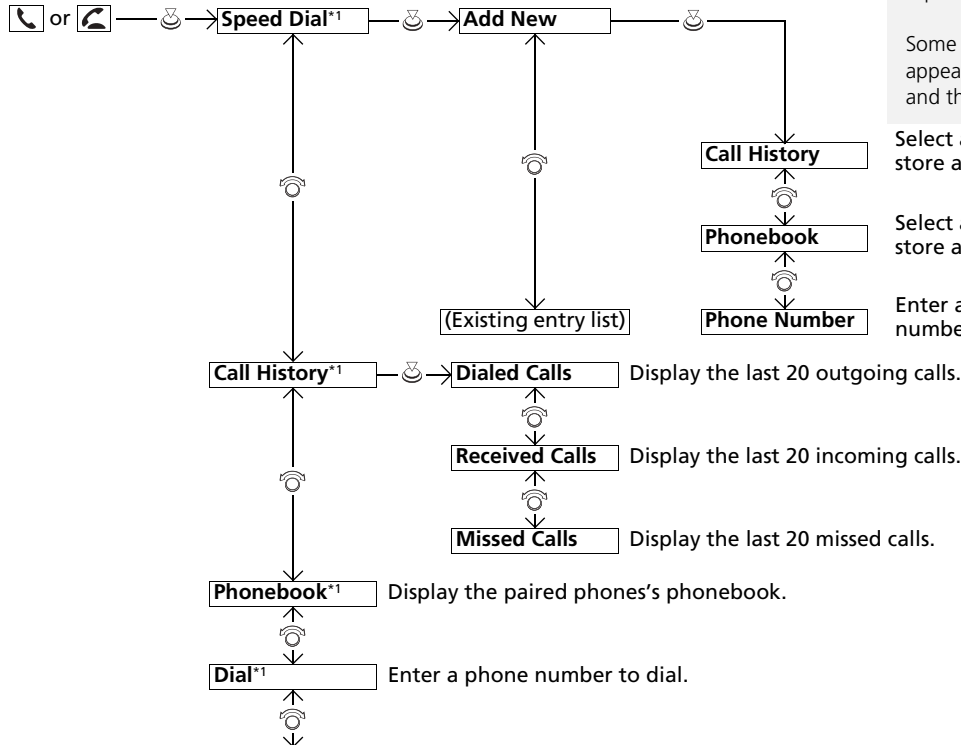 or Speed Dial*1 Add New
Some
appea
and th
Call History
Select a
store a
Phonebook
Select a
store a
(Existing entry list)
Phone Number
Enter a
numbe
Call History*1 Dialed Calls Display the last 20 outgoing calls.
Received Calls Display the last 20 incoming calls.
Missed Calls Display the last 20 missed calls.
Phonebook*1 Display the paired phones's phonebook.
Dial*1 Enter a phone number to dial.